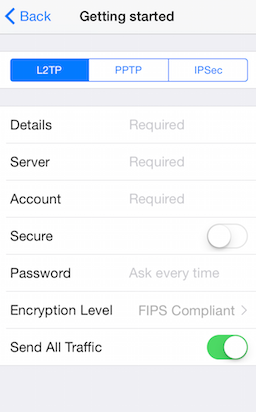 Back Getting started
L2TP PPTP IPSec
Details Required
Server Required
Account Required
Secure
Password Ask every time
Encryption Level FIPS Compliant
Send All Traffic